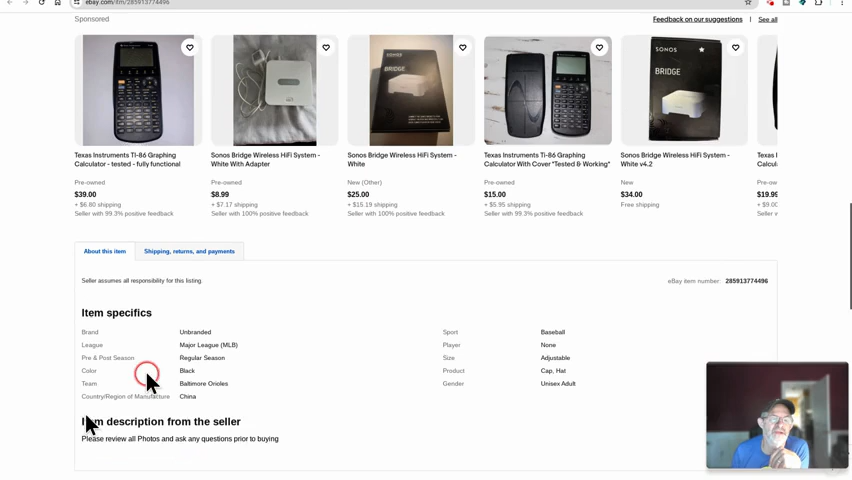 ebay.com/itm/285913774496
Sponsored
Feedback on our suggestions | See all
SONOS
BRIDGE
SONOS
BRIDGE
Texas Instruments TI-86 Graphing
Calculator - tested - fully functional
Pre-owned
$39.00
+ $6.80 shipping
Seller with 99.3% positive feedback
Sonos Bridge Wireless HiFi System -
White With Adapter
Pre-owned
$8.99
+ $7.17 shipping
Seller with 100% positive feedback
Sonos Bridge Wireless HiFi System -
White
New (Other)
$25.00
+ $15.19 shipping
Seller with 100% positive feedback
Texas Instruments Ti-86 Graphing
Calculator With Cover *Tested & Working*
Pre-owned
$15.00
+ $5.95 shipping
Seller with 99.3% positive feedback
Sonos Bridge Wireless HiFi System -
White v4.2
New
$34.00
Free shipping
Texas I
Calcul
Pre-ow
$19.99
+ $9.00
Seller w
About this item
Shipping, returns, and payments
Seller assumes all responsibility for this listing.
eBay item number: 285913774496
Item specifics
Brand Unbranded
Sport Baseball
League Major League (MLB)
Player None
Pre & Post Season Regular Season
Size Adjustable
Color Black
Product Cap, Hat
Team Baltimore Orioles
Gender Unisex Adult
Country/Region of Manufacture China
Item description from the seller
Please review all Photos and ask any questions prior to buying